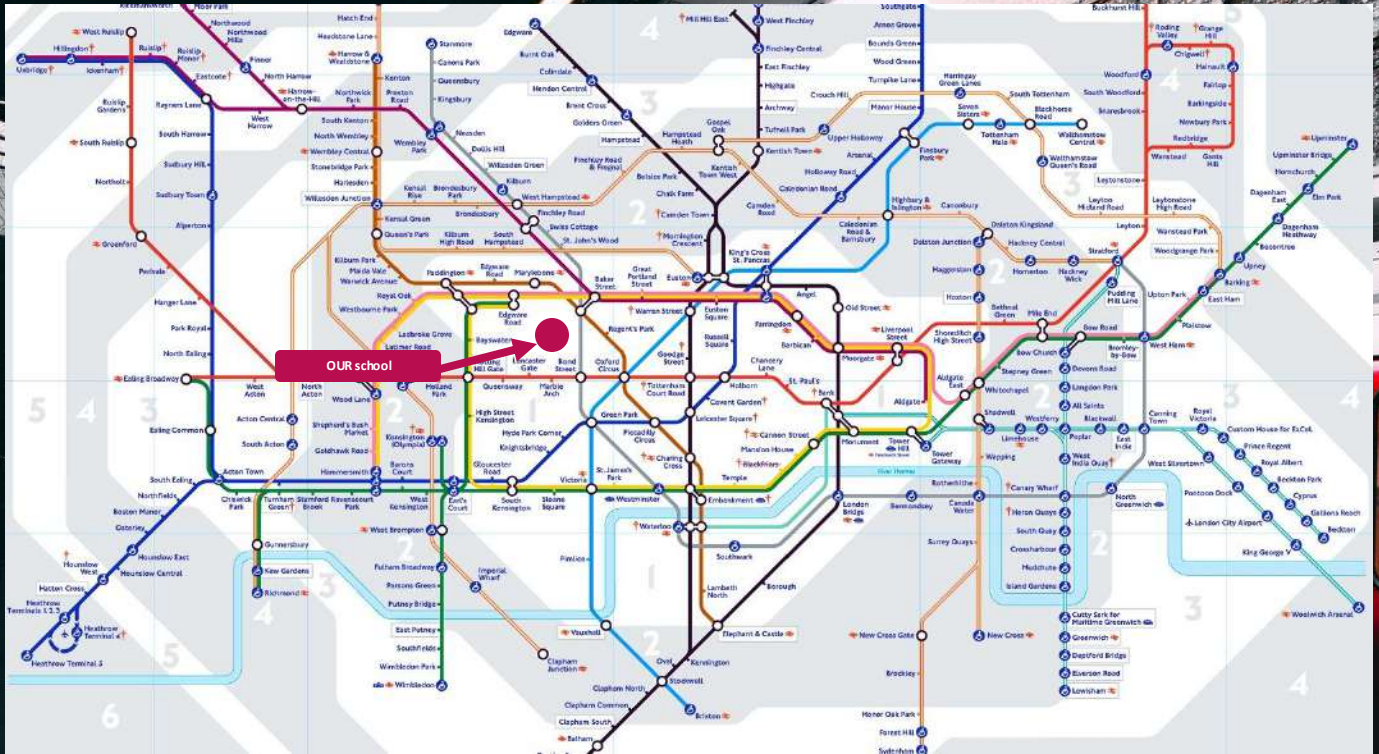 West Ruislip
Hillingdon
Uxbridge
Ickenham
Ruislip
Ruislip
Manor
Eastcote
Northwood
Northwood
Hills
Pinner
North Harrow
Harrow-
on-the-Hill
Rayners Lane
West
Harrow
Ruislip
Gardens
South Ruislip
Northolt
South Harrow
Sudbury Hill
Sudbury Town
Alperton
Greenford
Perivale
Hanger Lane
Park Royal
North Ealing
Ealing Broadway
West
Acton
North
Acton
Ealing Common
Acton Central
South Acton
Acton Town
South Ealing
Northfields
Boston Manor
Osterley
Hounslow East
Hounslow Central
Hounslow
West
Hatton Cross
Heathrow
Terminals 1, 2, 3
Heathrow
Terminal 4
Heathrow Terminal 5
Hatch End
Headstone Lane
Harrow &
Wealdstone
Kenton
Northwick
Park
Preston
Road
South Kenton
North Wembley
Wembley Central
Stonebridge Park
Harlesden
Willesden Junction
Kensal Green
Queen's Park
Kilburn Park
Maida Vale
Warwick Avenue
Royal Oak
Westbourne Park
Ladbroke Grove
Latimer Road
Stanmore
Canons Park
Queensbury
Kingsbury
Wembley
Park
Neasden
Dollis Hill
Willesden Green
Kilburn
West Hampstead
Finchley Road
Swiss Cottage
St. John's Wood
Kensal
Rise
Brondesbury
Park
Brondesbury
Kilburn
High Road
South
Hampstead
Finchley Road
& Frognal
Edgware
Burnt Oak
Colindale
Hendon Central
Brent Cross
Golders Green
Hampstead
Belsize Park
Chalk Farm
Camden Town
Mornington
Crescent
Euston
Mill Hill East
West Finchley
Finchley Central
East Finchley
Highgate
Archway
Tufnell Park
Kentish Town
Gospel
Oak
Hampstead
Heath
Kentish
Town West
Camden
Road
Caledonian
Road &
Barnsbury
Southgate
Arnos Grove
Bounds Green
Wood Green
Turnpike Lane
Manor House
Crouch Hill
Harringay
Green Lanes
Upper Holloway
Arsenal
Holloway Road
Caledonian Road
Finsbury
Park
Seven
Sisters
South Tottenham
Blackhorse
Road
Tottenham
Hale
Walthamstow
Central
Walthamstow
Queen's Road
Highbury &
Islington
Canonbury
Dalston Kingsland
Dalston Junction
Hackney Central
Haggerston
Homerton
Hackney
Wick
Hoxton
Shoreditch
High Street
Leyton
Midland Road
Leytonstone
High Road
Wanstead Park
Woodgrange Park
Buckhurst Hill
Roding
Valley
Grange
Hill
Chigwell
Hainault
Woodford
Fairlop
South Woodford
Barkingside
Snaresbrook
Newbury Park
Redbridge
Wanstead
Gants
Hill
Leytonstone
Leyton
Stratford
Pudding
Mill Lane
Upminster
Upminster Bridge
Hornchurch
Elm Park
Dagenham
East
Dagenham
Heathway
Becontree
Upney
Barking
East Ham
Upton Park
Plaistow
West Ham
Bromley-
by-Bow
Bow Road
Mile End
Bethnal
Green
Stepney Green
Bow Church
Devons Road
Langdon Park
All Saints
Paddington
Edgware
Road
Marylebone
Baker
Street
Great
Portland
Street
King's Cross
St. Pancras
Angel
Old Street
Edgware
Road
Regent's Park
Warren Street
Euston
Square
Farringdon
Barbican
Liverpool
Street
Moorgate
Bayswater
OUR school
Lancaster
Gate
Bond
Street
Oxford
Circus
Goodge
Street
Russell
Square
Chancery
Lane
St. Paul's
Bank
Aldgate
East
Aldgate
Whitechapel
Holland
Park
Queensway
Marble
Arch
Tottenham
Court Road
Holborn
Covent Garden
Leicester Square
Wood Lane
Shepherd's Bush
Market
Goldhawk Road
Hammersmith
Kensington
(Olympia)
High Street
Kensington
Hyde Park Corner
Knightsbridge
Green Park
Piccadilly
Circus
Charing
Cross
Cannon Street
Mansion House
Blackfriars
Temple
Monument
Tower
Hill
Tower
Gateway
Shadwell
Limehouse
Westferry
Poplar
Blackwall
East
India
Canning
Town
Royal
Victoria
Custom House for ExCeL
Prince Regent
Royal Albert
Beckton Park
Cyprus
Gallions Reach
Beckton
West Silvertown
Pontoon Dock
London City Airport
King George V
Woolwich Arsenal
Chiswick
Park
Turnham
Green
Stamford
Brook
Ravenscourt
Park
Barons
Court
West
Kensington
Earl's
Court
Gloucester
Road
South
Kensington
Sloane
Square
Victoria
St. James's
Park
Westminster
Embankment
River Thames
Wapping
Rotherhithe
Canada
Water
Surrey Quays
West
India Quay
Canary Wharf
Heron Quays
South Quay
Crossharbour
Mudchute
Island Gardens
Cutty Sark for
Maritime Greenwich
Greenwich
Deptford Bridge
Elverson Road
Lewisham
North
Greenwich
Gunnersbury
Kew Gardens
Richmond
West Brompton
Fulham Broadway
Parsons Green
Putney Bridge
East Putney
Southfields
Wimbledon Park
Wimbledon
Imperial
Wharf
Clapham
Junction
Pimlico
Vauxhall
Waterloo
Southwark
London
Bridge
Bermondsey
Lambeth
North
Borough
Elephant & Castle
Kennington
Oval
Stockwell
Clapham North
Clapham Common
Clapham South
Balham
Brixton
New Cross Gate
New Cross
Brockley
Honor Oak Park
Forest Hill
Sydenham